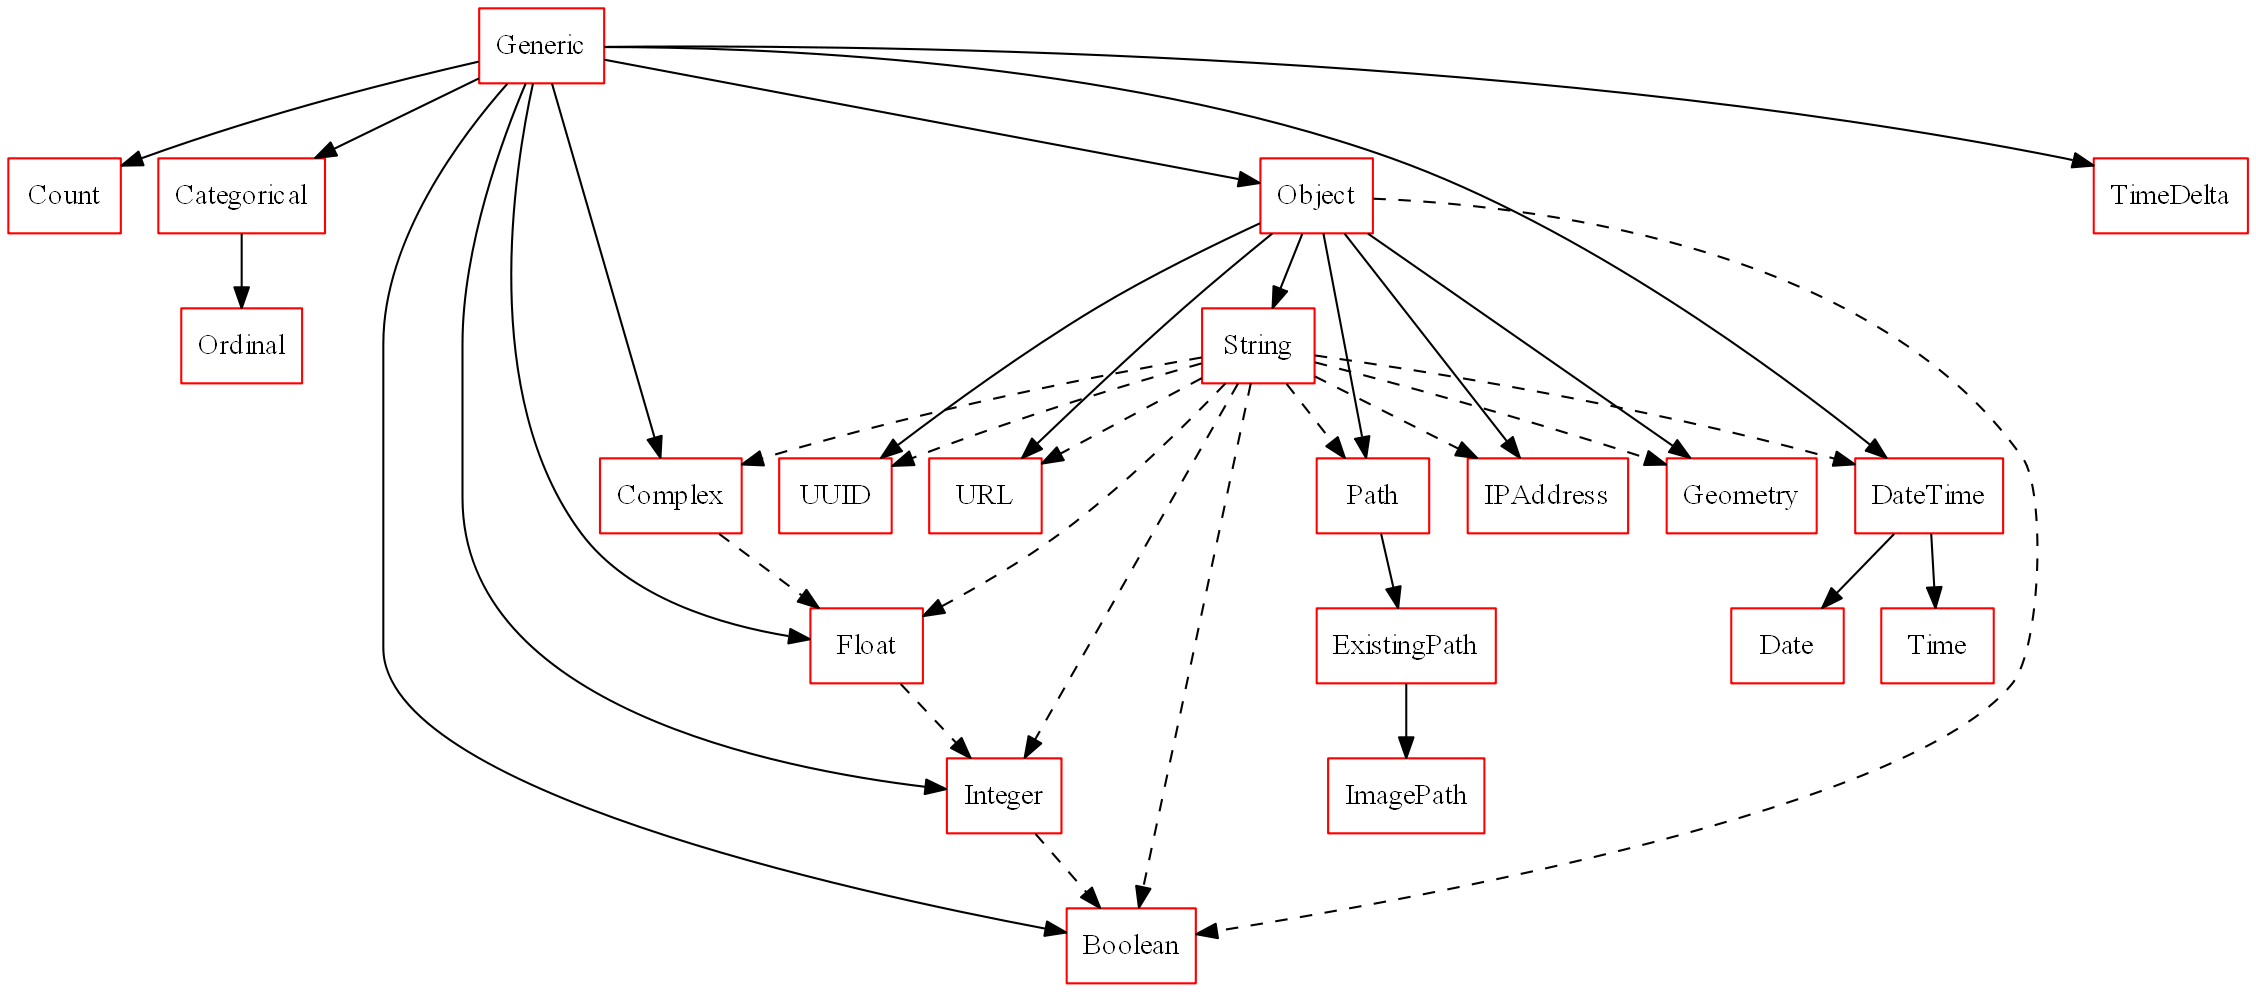 Generic
Count
Categorical
Object
TimeDelta
Ordinal
String
Complex
UUID
URL
Path
IPAddress
Geometry
DateTime
Float
ExistingPath
Date
Time
Integer
ImagePath
Boolean